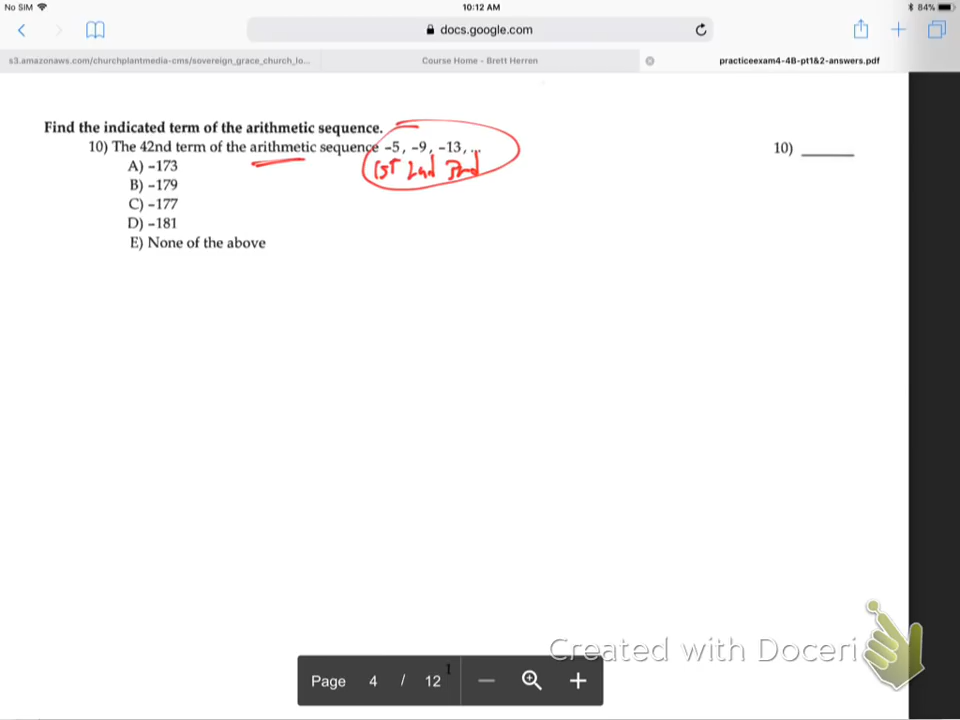 No SIM 10:12 AM 84%
docs.google.com
s3.amazonaws.com/churchplantmedia-cms/sovereign_grace_church_lo... Course Home - Brett Herren practiceexam4-4B-pt1&2-answers.pdf
Find the indicated term of the arithmetic sequence.
10) The 42nd term of the arithmetic sequence -5, -9, -13, ... 10)
1st 2nd 3rd
A) -173
B) -179
C) -177
D) -181
E) None of the above
Created with Doceri
Page 4 / 12